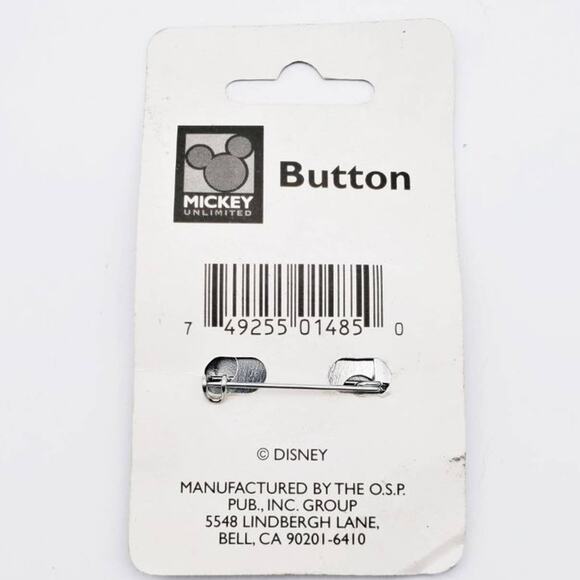 MICKEY
UNLIMITED
Button
7 49255 01485 0
© DISNEY
MANUFACTURED BY THE O.S.P.
PUB., INC. GROUP
5548 LINDBERGH LANE,
BELL, CA 90201-6410